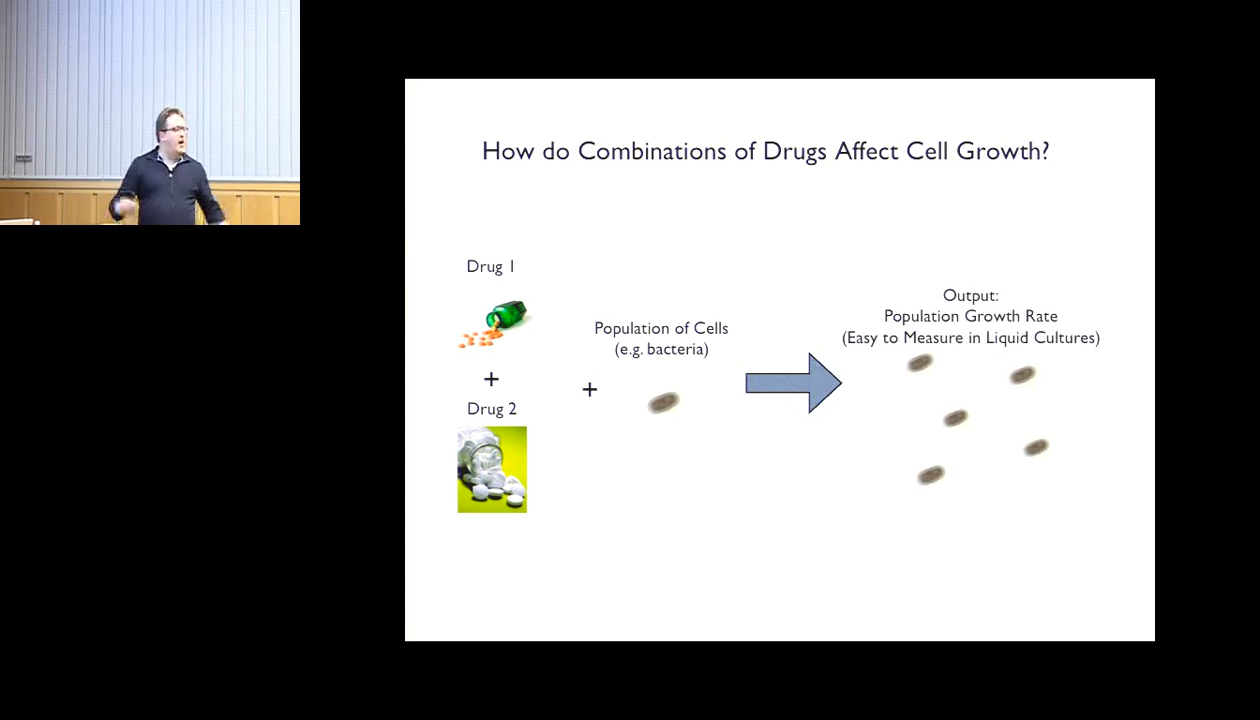 How do Combinations of Drugs Affect Cell Growth?
Drug 1
+
Drug 2
+
Population of Cells
(e.g. bacteria)
Output:
Population Growth Rate
(Easy to Measure in Liquid Cultures)